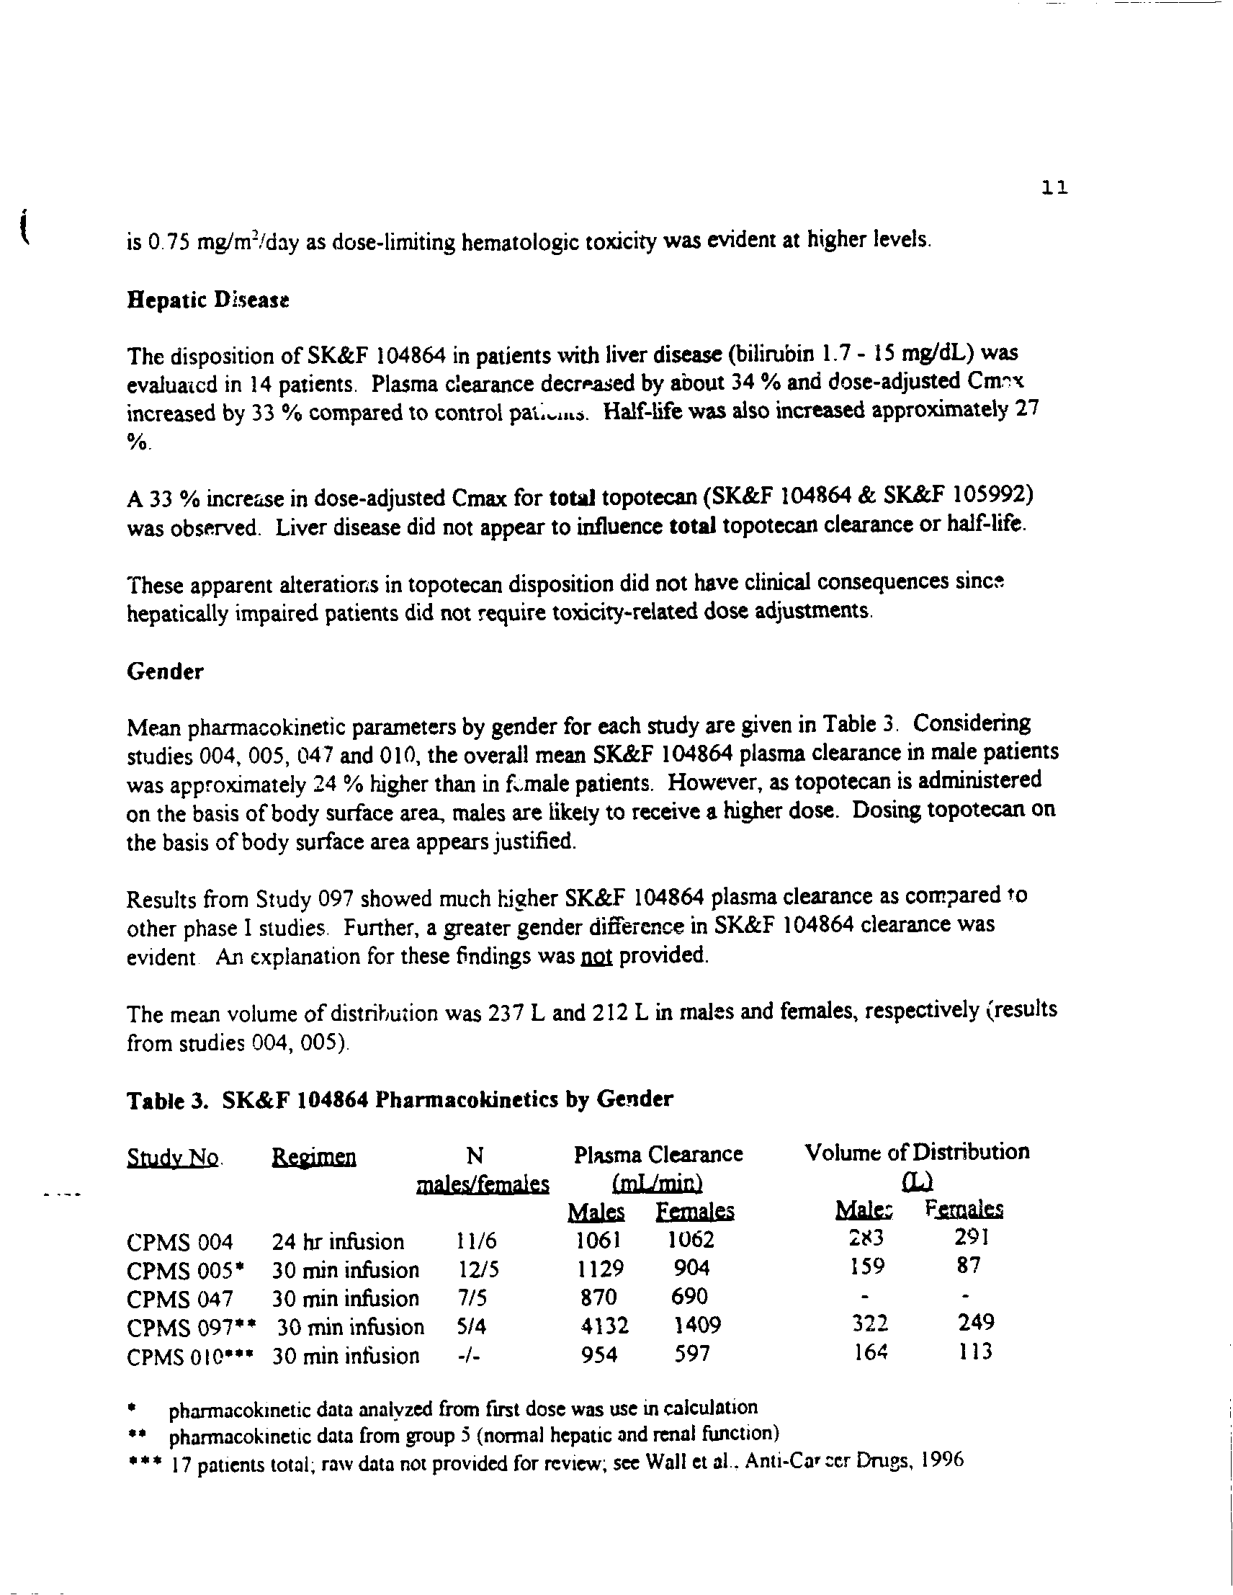 11
is 0.75 mg/m²/day as dose-limiting hematologic toxicity was evident at higher levels.
Hepatic Disease
The disposition of SK&F 104864 in patients with liver disease (bilirubin 1.7 - 15 mg/dL) was
evaluated in 14 patients. Plasma clearance decreased by about 34 % and dose-adjusted Cmax
increased by 33 % compared to control patients. Half-life was also increased approximately 27
%.
A 33 % increase in dose-adjusted Cmax for total topotecan (SK&F 104864 & SK&F 105992)
was observed. Liver disease did not appear to influence total topotecan clearance or half-life.
These apparent alterations in topotecan disposition did not have clinical consequences since
hepatically impaired patients did not require toxicity-related dose adjustments.
Gender
Mean pharmacokinetic parameters by gender for each study are given in Table 3. Considering
studies 004, 005, 047 and 010, the overall mean SK&F 104864 plasma clearance in male patients
was approximately 24 % higher than in female patients. However, as topotecan is administered
on the basis of body surface area, males are likely to receive a higher dose. Dosing topotecan on
the basis of body surface area appears justified.
Results from Study 097 showed much higher SK&F 104864 plasma clearance as compared to
other phase I studies. Further, a greater gender difference in SK&F 104864 clearance was
evident. An explanation for these findings was not provided.
The mean volume of distribution was 237 L and 212 L in males and females, respectively (results
from studies 004, 005).
Table 3. SK&F 104864 Pharmacokinetics by Gender
Study No. Regimen N Plasma Clearance Volume of Distribution
males/females (mL/min) (L)
Males Females Males Females
CPMS 004 24 hr infusion 11/6 1061 1062 283 291
CPMS 005* 30 min infusion 12/5 1129 904 159 87
CPMS 047 30 min infusion 7/5 870 690 - -
CPMS 097** 30 min infusion 5/4 4132 1409 322 249
CPMS 010*** 30 min infusion -/- 954 597 164 113
* pharmacokinetic data analyzed from first dose was use in calculation
** pharmacokinetic data from group 5 (normal hepatic and renal function)
*** 17 patients total; raw data not provided for review; see Wall et al., Anti-Cancer Drugs, 1996